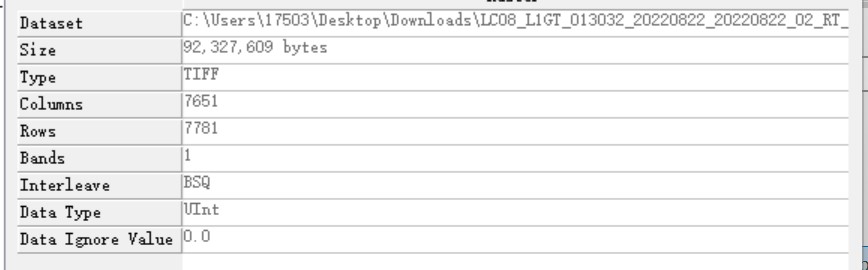 Dataset C:\Users\17503\Desktop\Downloads\LC08_L1GT_013032_20220822_20220822_02_RT_
Size 92,327,609 bytes
Type TIFF
Columns 7651
Rows 7781
Bands 1
Interleave BSQ
Data Type UInt
Data Ignore Value 0.0